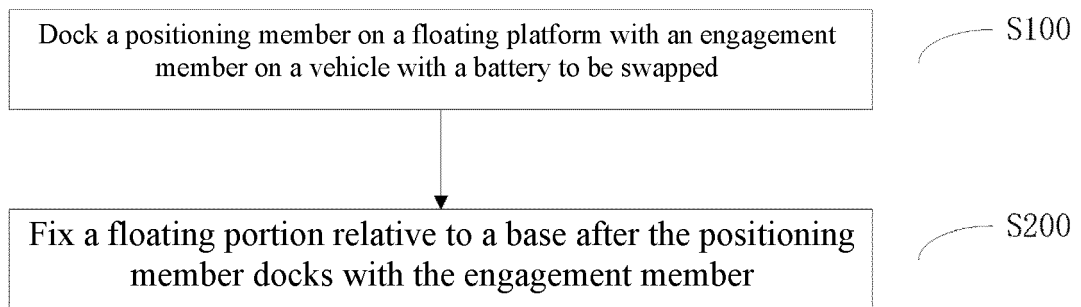 Dock a positioning member on a floating platform with an engagement
member on a vehicle with a battery to be swapped
S100
Fix a floating portion relative to a base after the positioning
member docks with the engagement member
S200